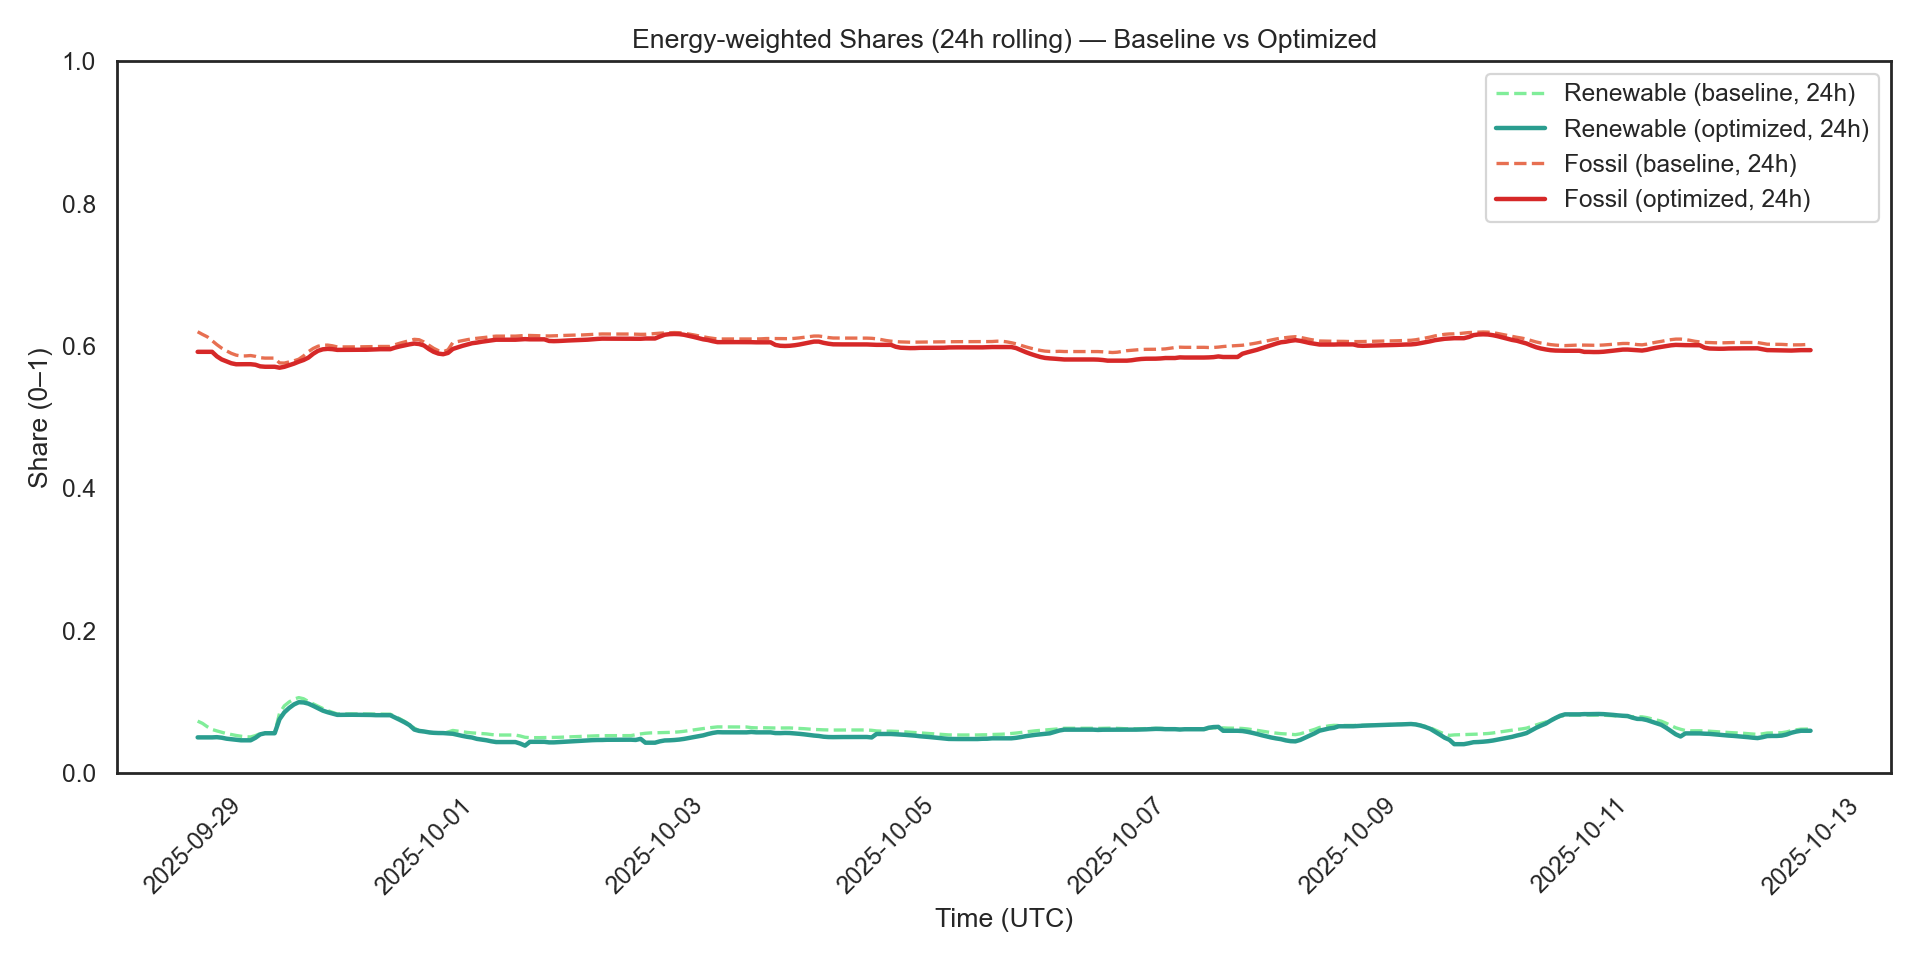 Energy-weighted Shares (24h rolling) — Baseline vs Optimized
1.0
0.8
0.6
0.4
0.2
0.0
Share (0–1)
Renewable (baseline, 24h)
Renewable (optimized, 24h)
Fossil (baseline, 24h)
Fossil (optimized, 24h)
2025-09-29
2025-10-01
2025-10-03
2025-10-05
2025-10-07
2025-10-09
2025-10-11
2025-10-13
Time (UTC)